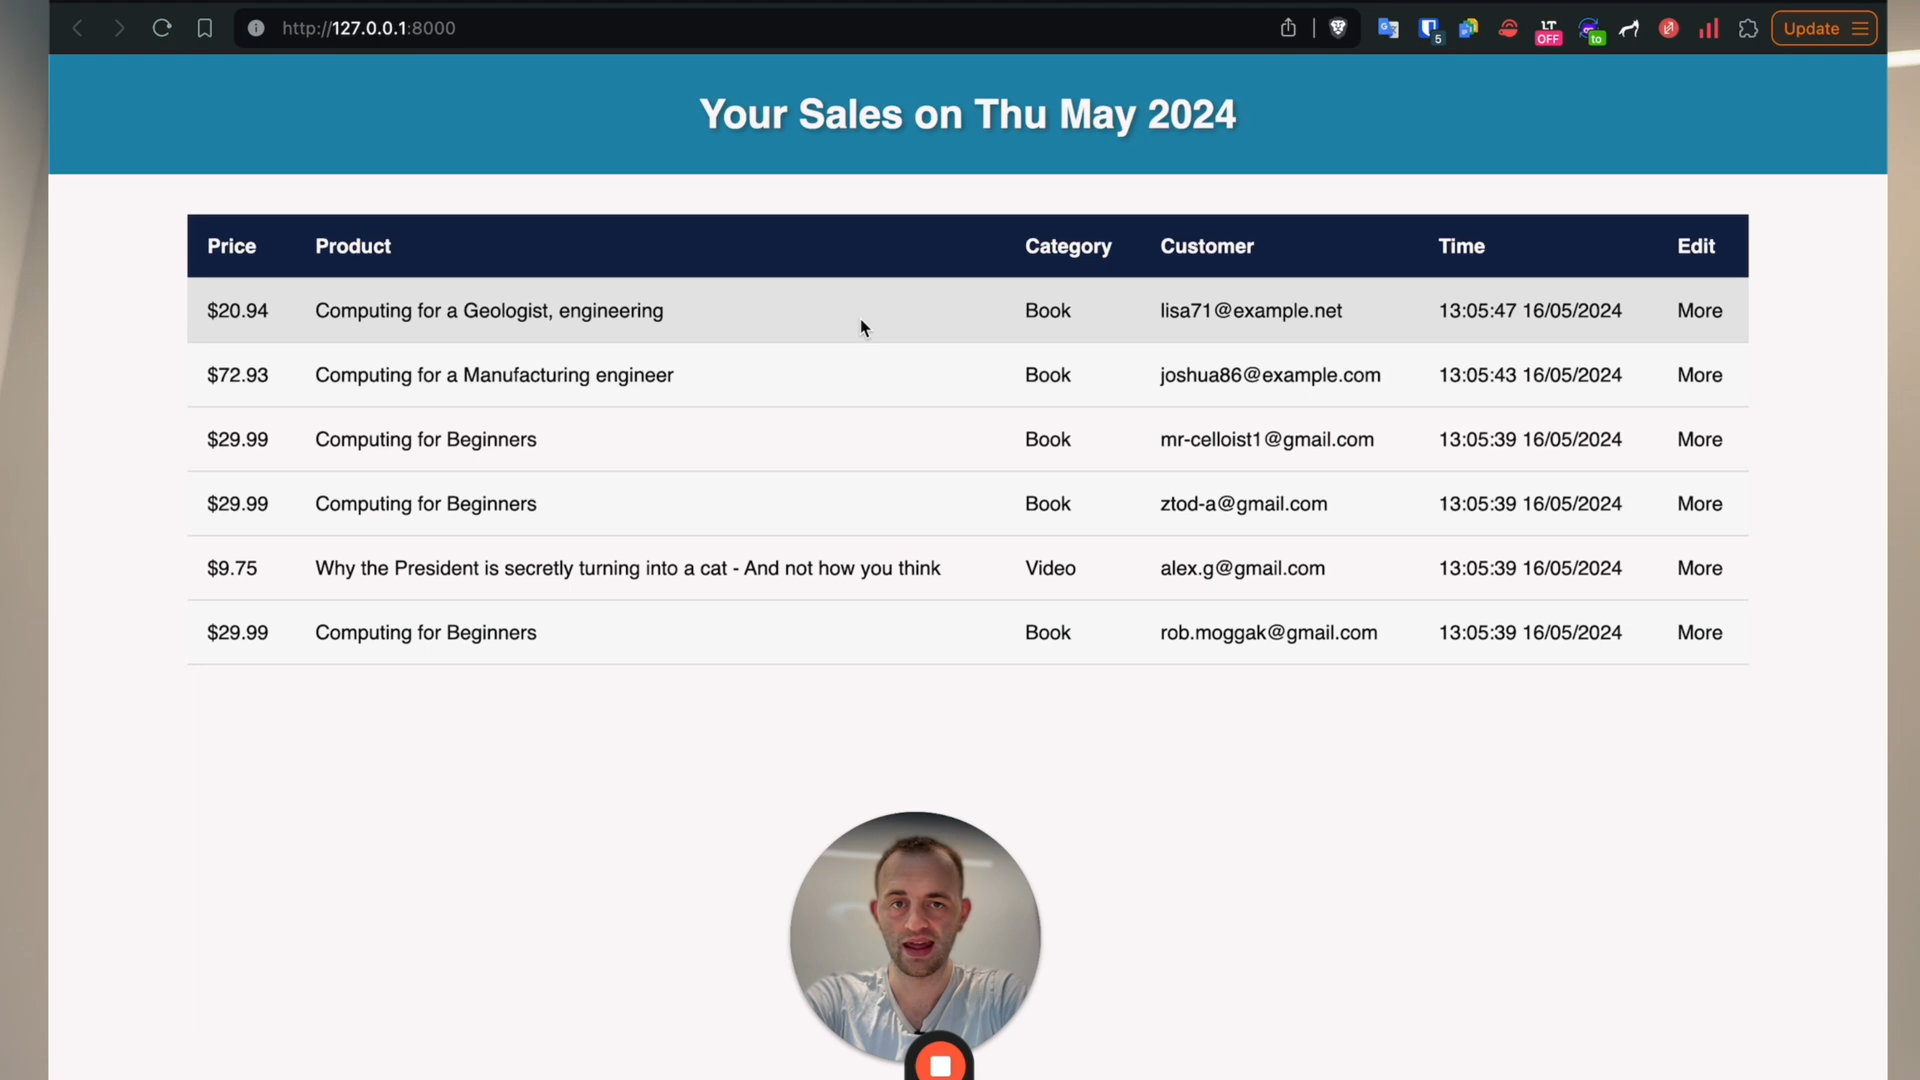 http://127.0.0.1:8000
5
LT
OFF
to
Update
Your Sales on Thu May 2024
Price Product Category Customer Time Edit
$20.94 Computing for a Geologist, engineering Book lisa71@example.net 13:05:47 16/05/2024 More
$72.93 Computing for a Manufacturing engineer Book joshua86@example.com 13:05:43 16/05/2024 More
$29.99 Computing for Beginners Book mr-celloist1@gmail.com 13:05:39 16/05/2024 More
$29.99 Computing for Beginners Book ztod-a@gmail.com 13:05:39 16/05/2024 More
$9.75 Why the President is secretly turning into a cat - And not how you think Video alex.g@gmail.com 13:05:39 16/05/2024 More
$29.99 Computing for Beginners Book rob.moggak@gmail.com 13:05:39 16/05/2024 More